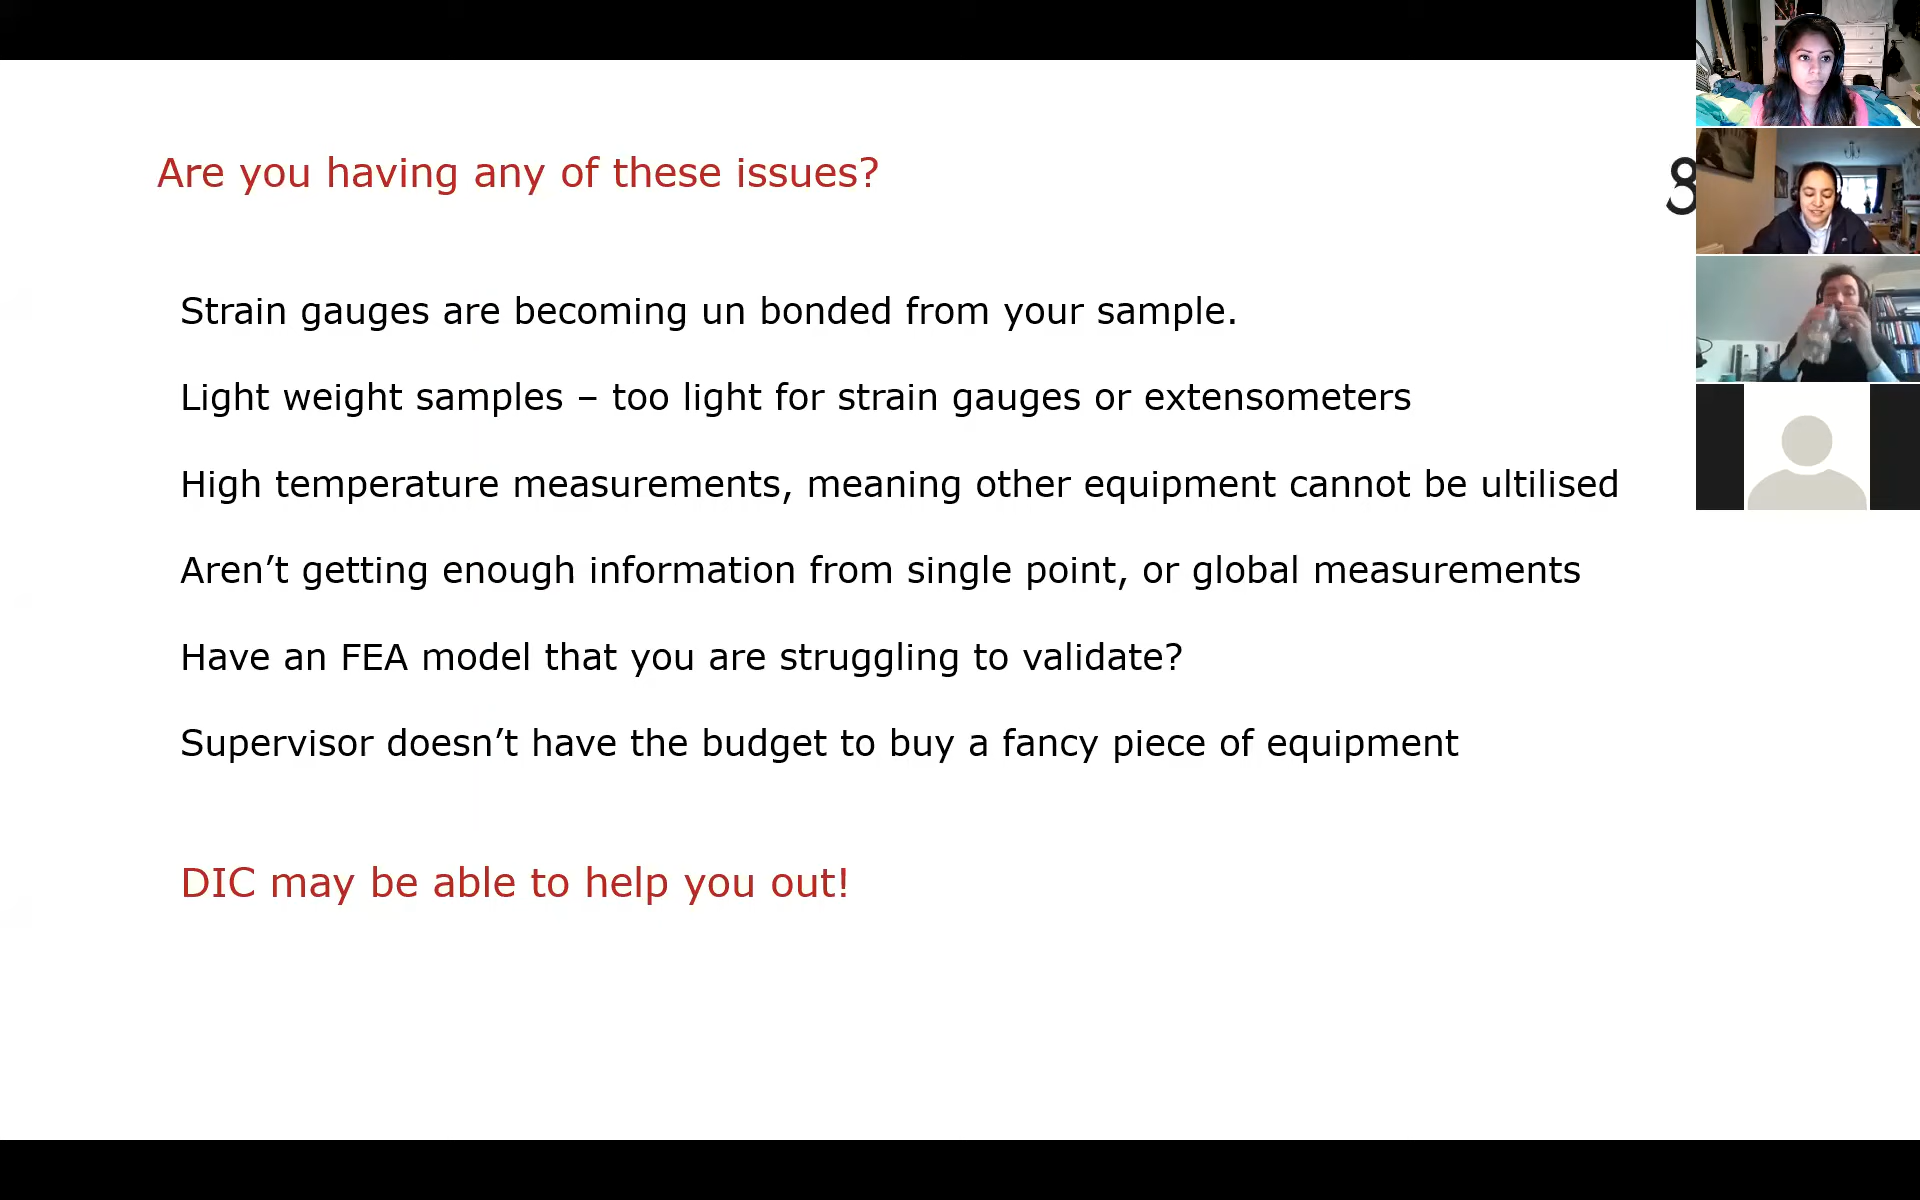 Are you having any of these issues?
Strain gauges are becoming un bonded from your sample.
Light weight samples – too light for strain gauges or extensometers
High temperature measurements, meaning other equipment cannot be ultilised
Aren’t getting enough information from single point, or global measurements
Have an FEA model that you are struggling to validate?
Supervisor doesn’t have the budget to buy a fancy piece of equipment
DIC may be able to help you out!